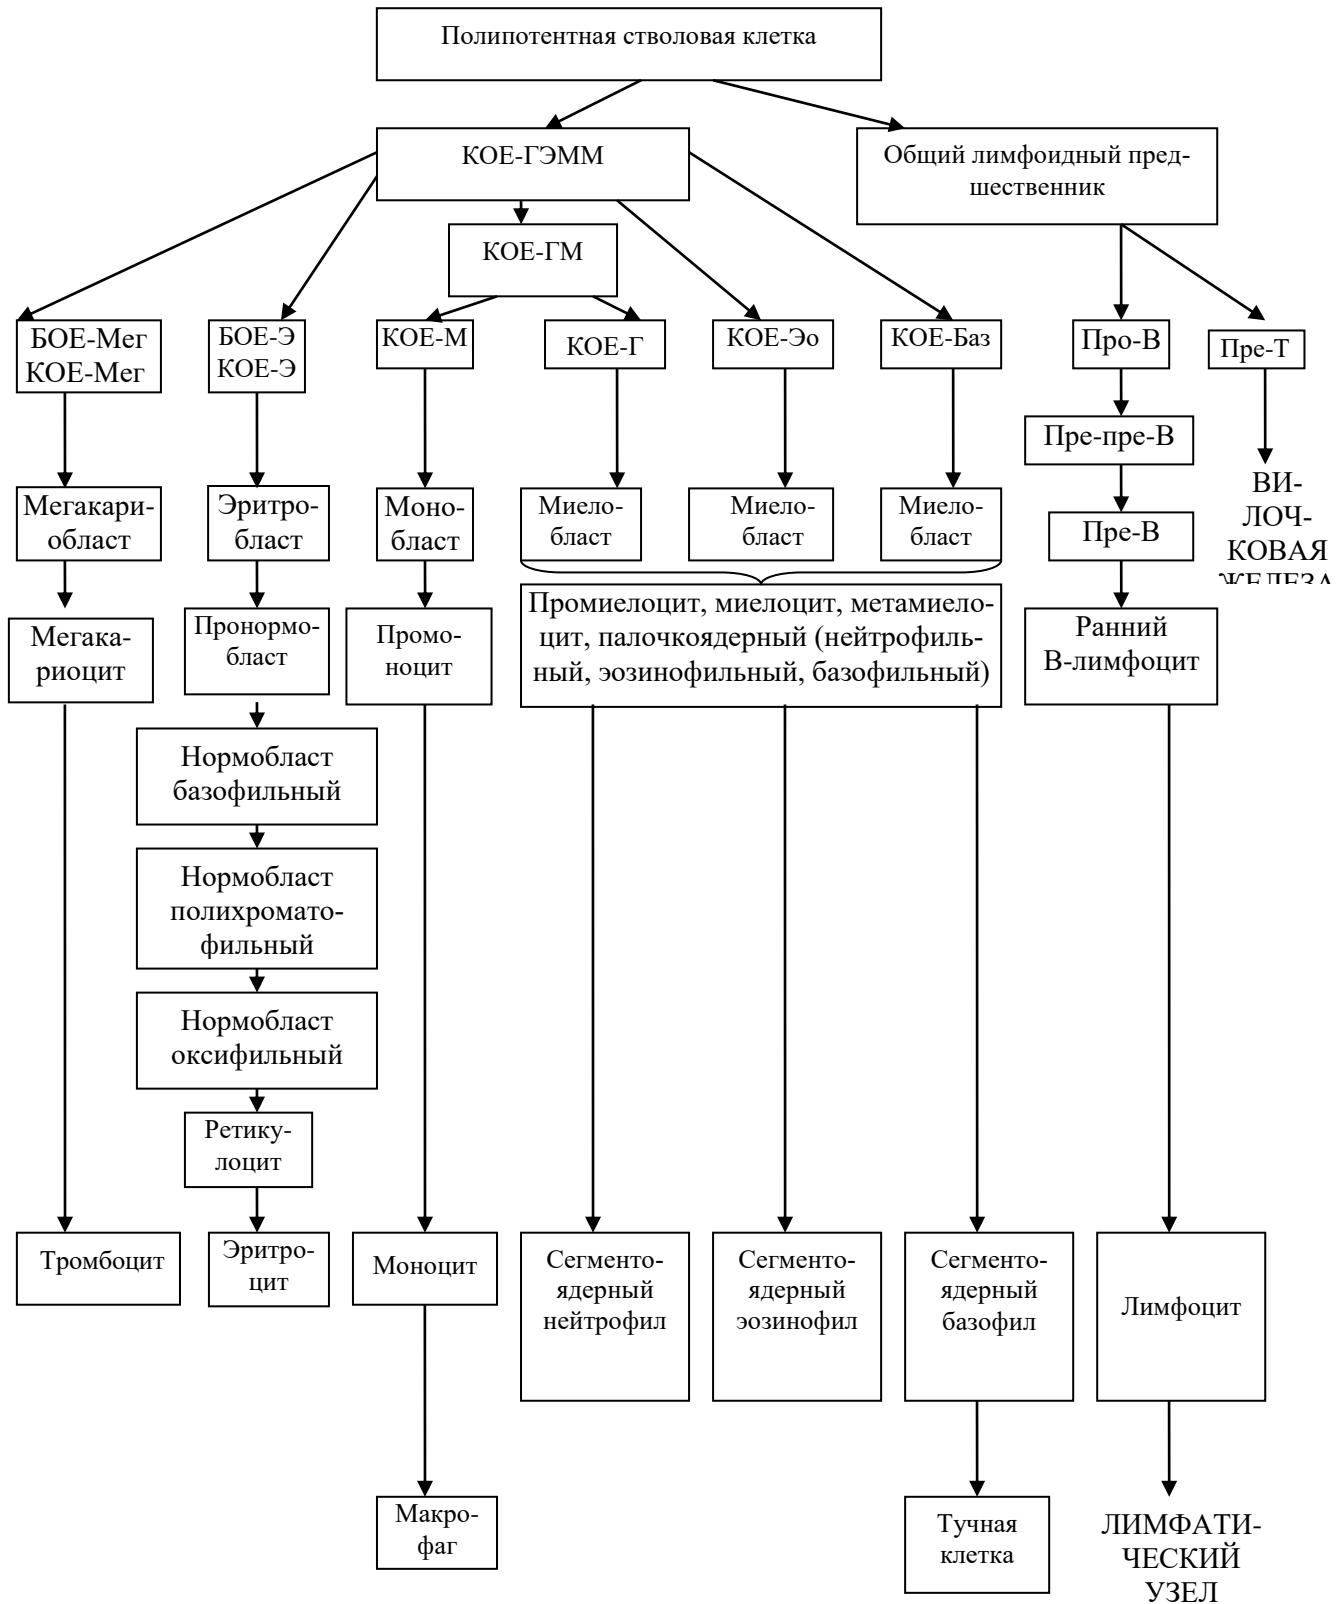 Полипотентная стволовая клетка
КОЕ-ГЭММ
Общий лимфоидный пред-
шественник
КОЕ-ГМ
БОЕ-Мег
КОЕ-Мег
БОЕ-Э
КОЕ-Э
КОЕ-М
КОЕ-Г
КОЕ-Эо
КОЕ-Баз
Про-В
Пре-Т
Пре-пре-В
Мегакари-
областт
Эритро-
бласт
Моно-
бласт
Миело-
бласт
Миело-
бласт
Миело-
бласт
Пре-В
ВИ-
ЛОЧ-
КОВАЯ
ЖЕЛЕЗА
Мегака-
риоцит
Пронормо-
бласт
Промо-
ноцит
Промиелоцит, миелоцит, метамиело-
цит, палочкоядерный (нейтрофиль-
ный, эозинофильный, базофильный)
Ранний
В-лимфоцит
Нормобласт
базофильный
Нормобласт
полихромато-
фильный
Нормобласт
оксифильный
Ретику-
лоцит
Тромбоцит
Эритро-
цит
Моноцит
Сегменто-
ядерный
нейтрофил
Сегменто-
ядерный
эозинофил
Сегменто-
ядерный
базофил
Лимфоцит
Макро-
фаг
Тучная
клетка
ЛИМФАТИ-
ЧЕСКИЙ
УЗЕЛ